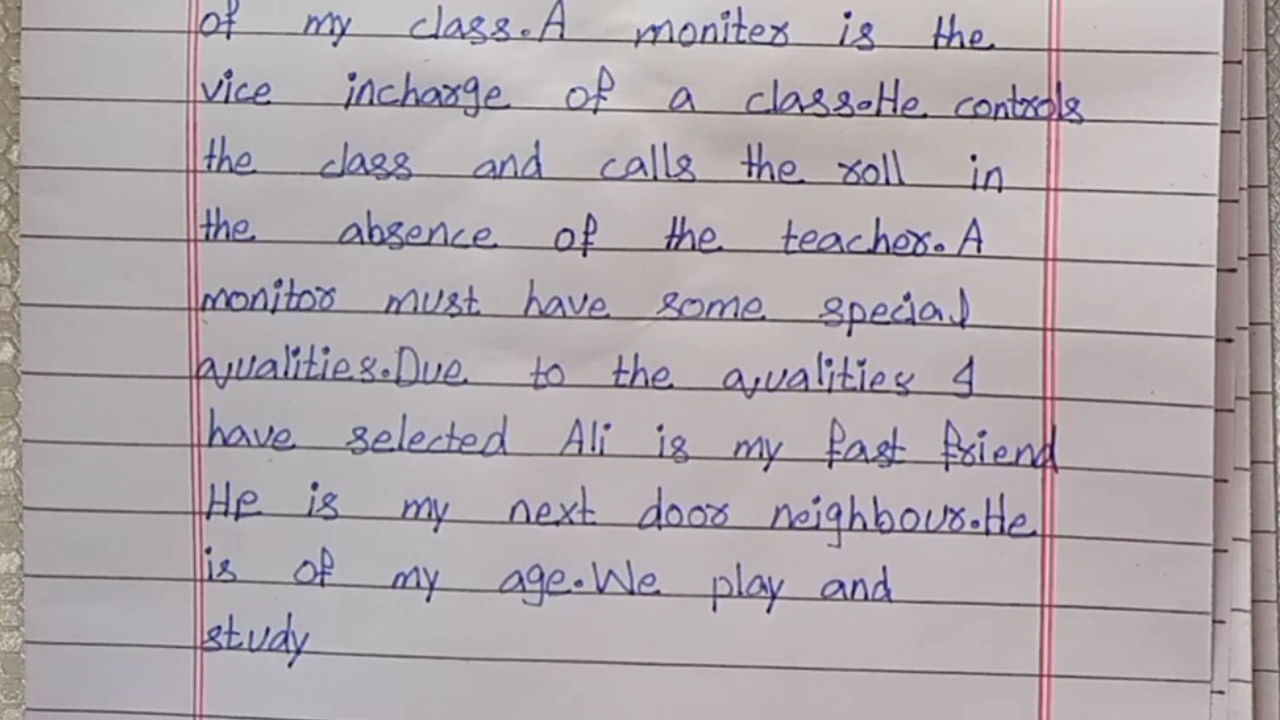 of my class.A moniter is the
vice incharge of a class.He controls
the class and calls the roll in
the absence of the teacher.A
monitor must have some special
qualities.Due to the qualities I
have selected Ali is my fast friend
He is my next door neighbour.He
is of my age.We play and
study